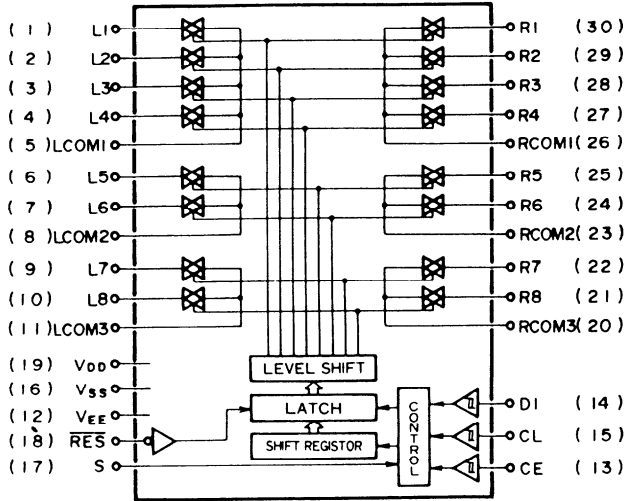 ( 1 ) L1 R1 (30)
( 2 ) L2 R2 (29)
( 3 ) L3 R3 (28)
( 4 ) L4 R4 (27)
( 5 )LCOM1 RCOM1(26)
( 6 ) L5 R5 (25)
( 7 ) L6 R6 (24)
( 8 )LCOM2 RCOM2(23)
( 9 ) L7 R7 (22)
(10) L8 R8 (21)
(11)LCOM3 RCOM3(20)
(19) VDD LEVEL SHIFT
(16) VSS
(12) VEE LATCH DI (14)
(18) RES CONTROL CL (15)
SHIFT REGISTOR
(17) S CE (13)